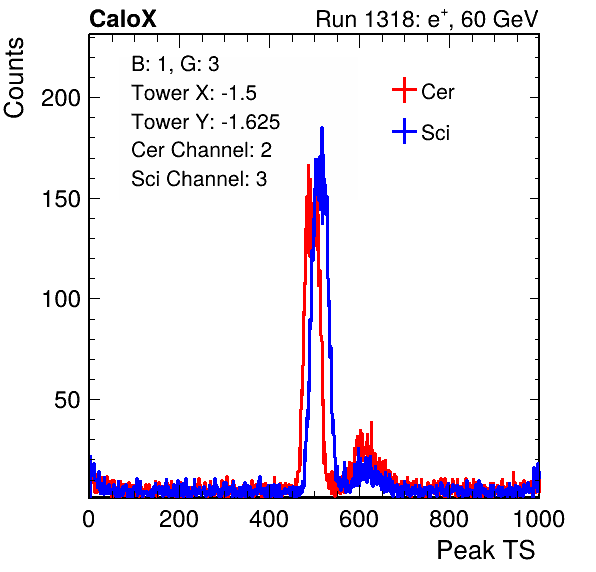 CaloX Run 1318: e⁺, 60 GeV
Counts
B: 1, G: 3
Tower X: -1.5
Tower Y: -1.625
Cer Channel: 2
Sci Channel: 3
Cer
Sci
200
150
100
50
0 200 400 600 800 1000
Peak TS